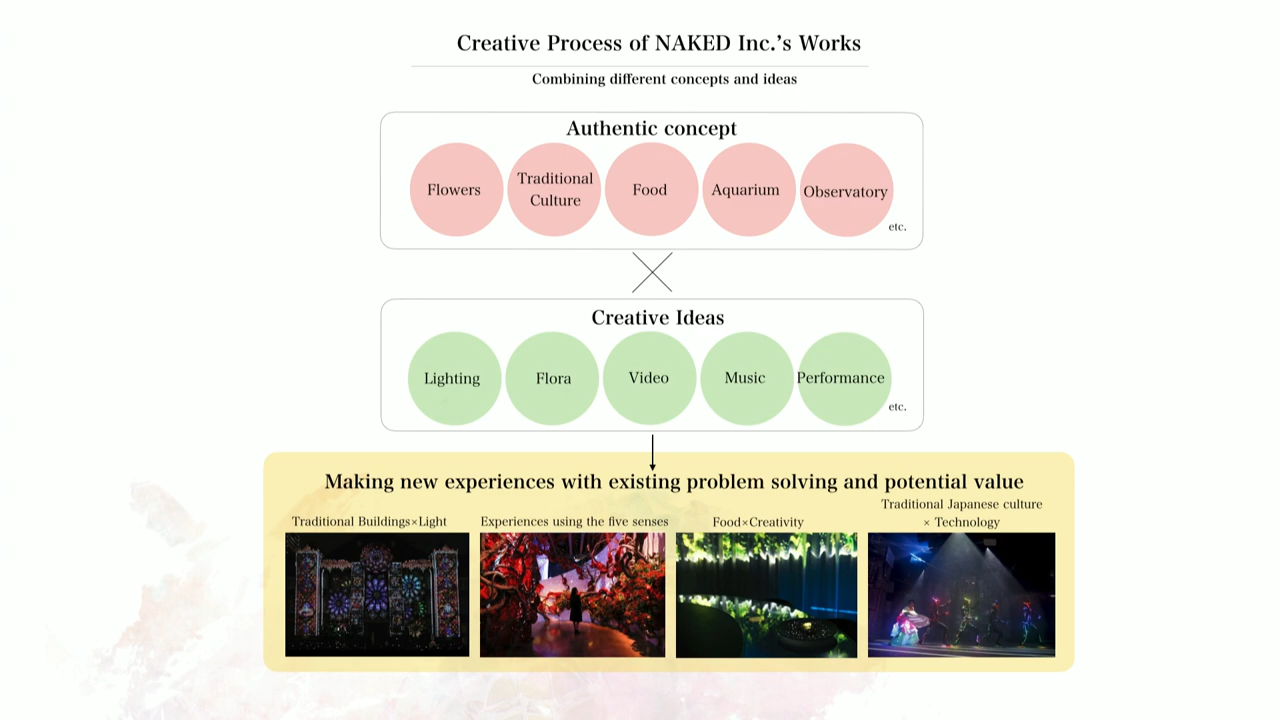 Creative Process of NAKED Inc.’s Works
Combining different concepts and ideas
Authentic concept
Flowers
Traditional
Culture
Food
Aquarium
Observatory
etc.
Creative Ideas
Lighting
Flora
Video
Music
Performance
etc.
Making new experiences with existing problem solving and potential value
Traditional Buildings×Light
Experiences using the five senses
Food×Creativity
Traditional Japanese culture
× Technology